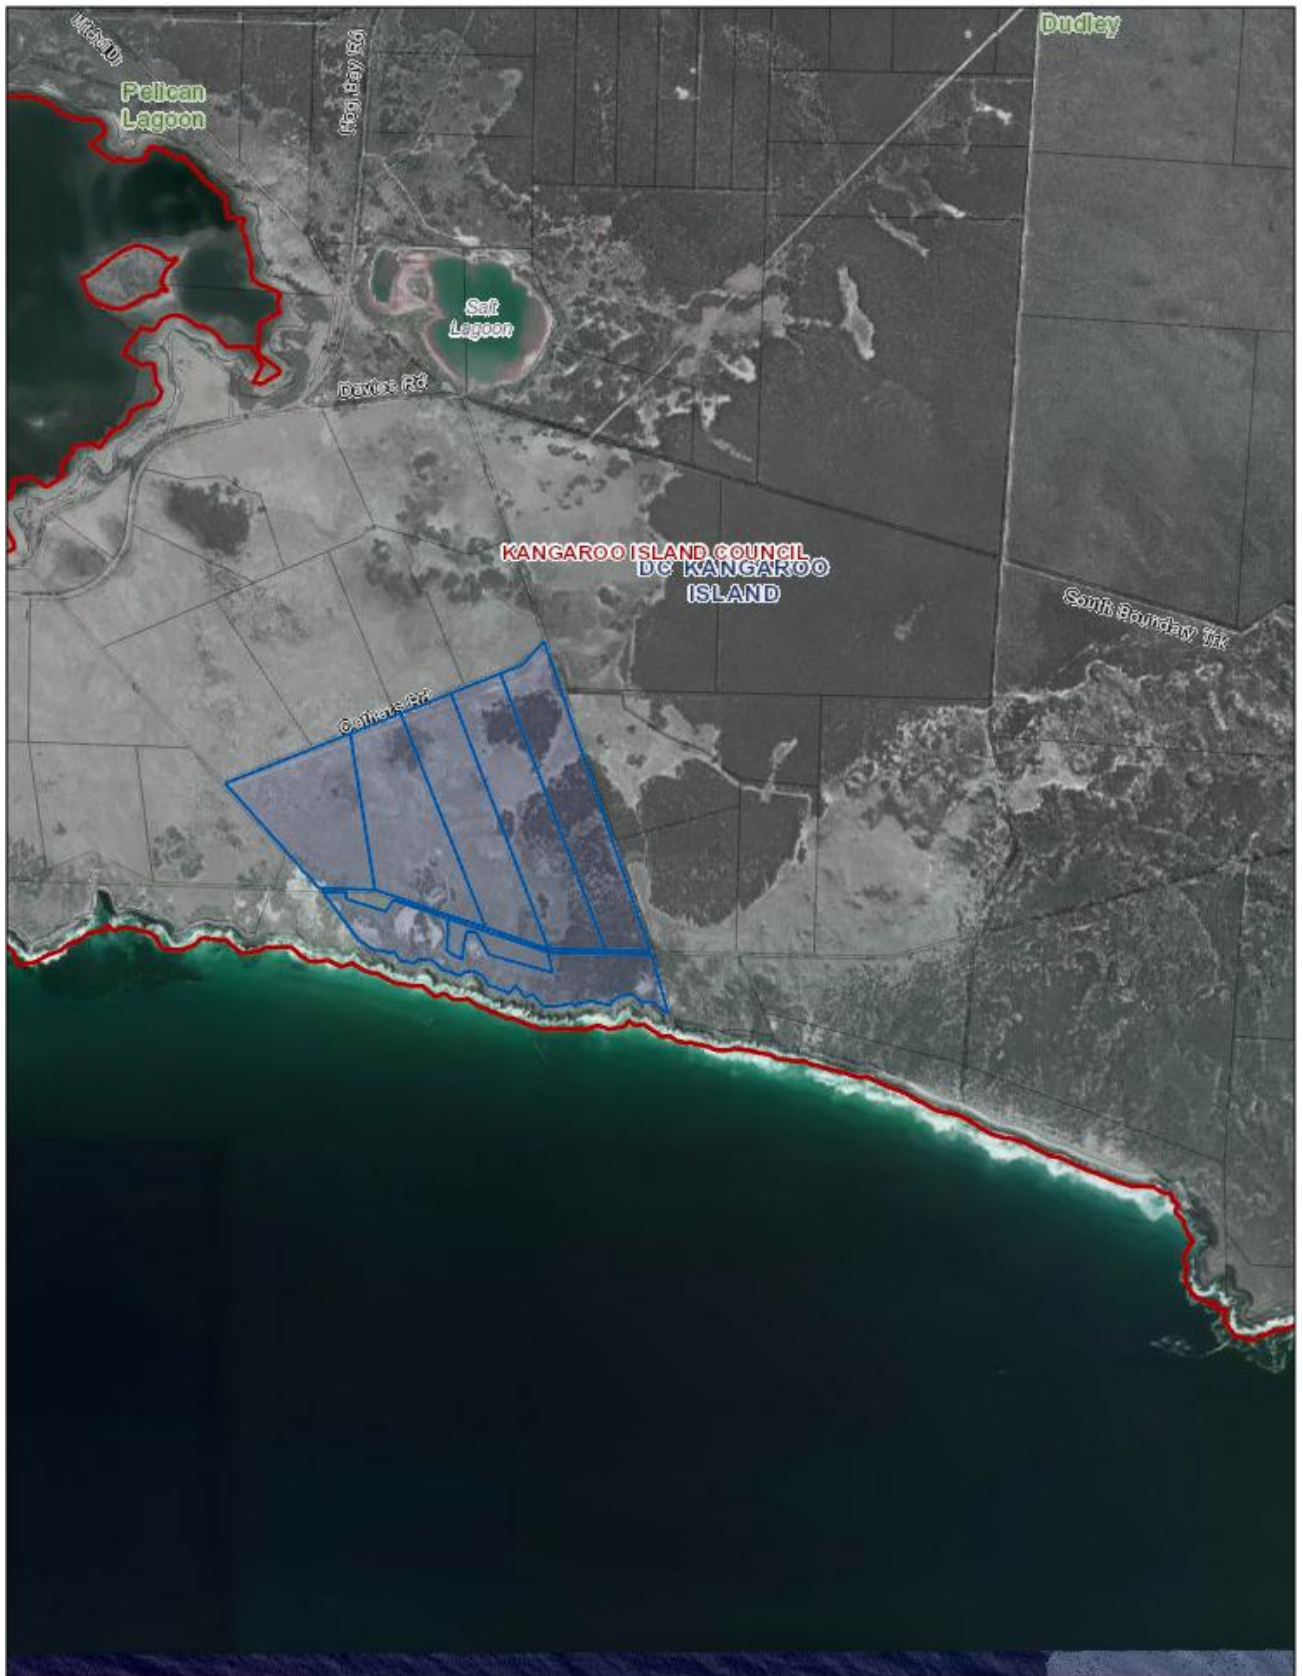 Dudley
Pelican
Lagoon
Hog Bay Rd
Salt
Lagoon
Davies Rd
KANGAROO ISLAND COUNCIL
DC KANGAROO
ISLAND
South Boundary Trk